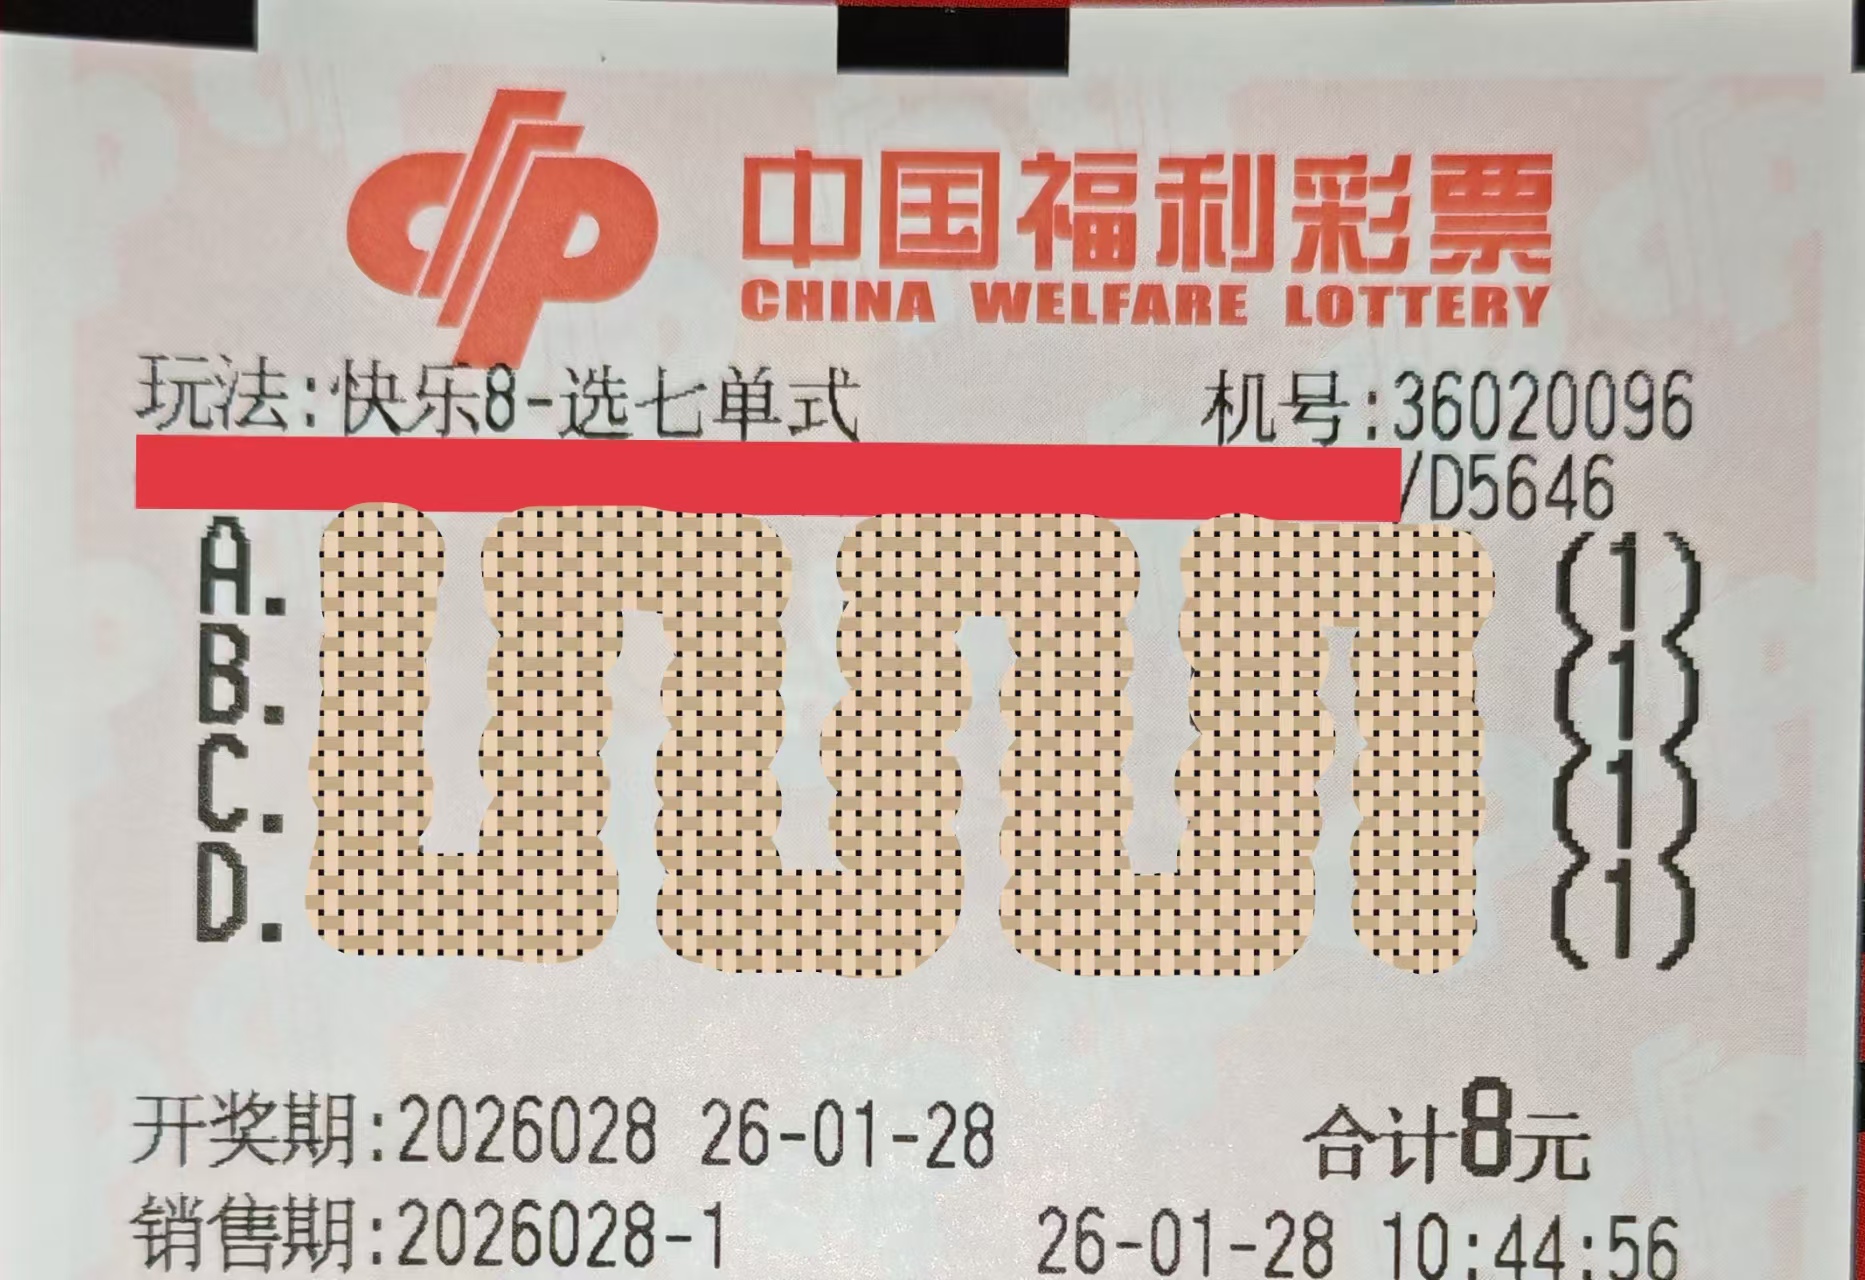 中国福利彩票
CHINA WELFARE LOTTERY
玩法:快乐8-选七单式 机号:36020096
/D5646
A. (1)
B. (1)
C. (1)
D. (1)
开奖期:2026028 26-01-28 合计8元
销售期:2026028-1 26-01-28 10:44:56